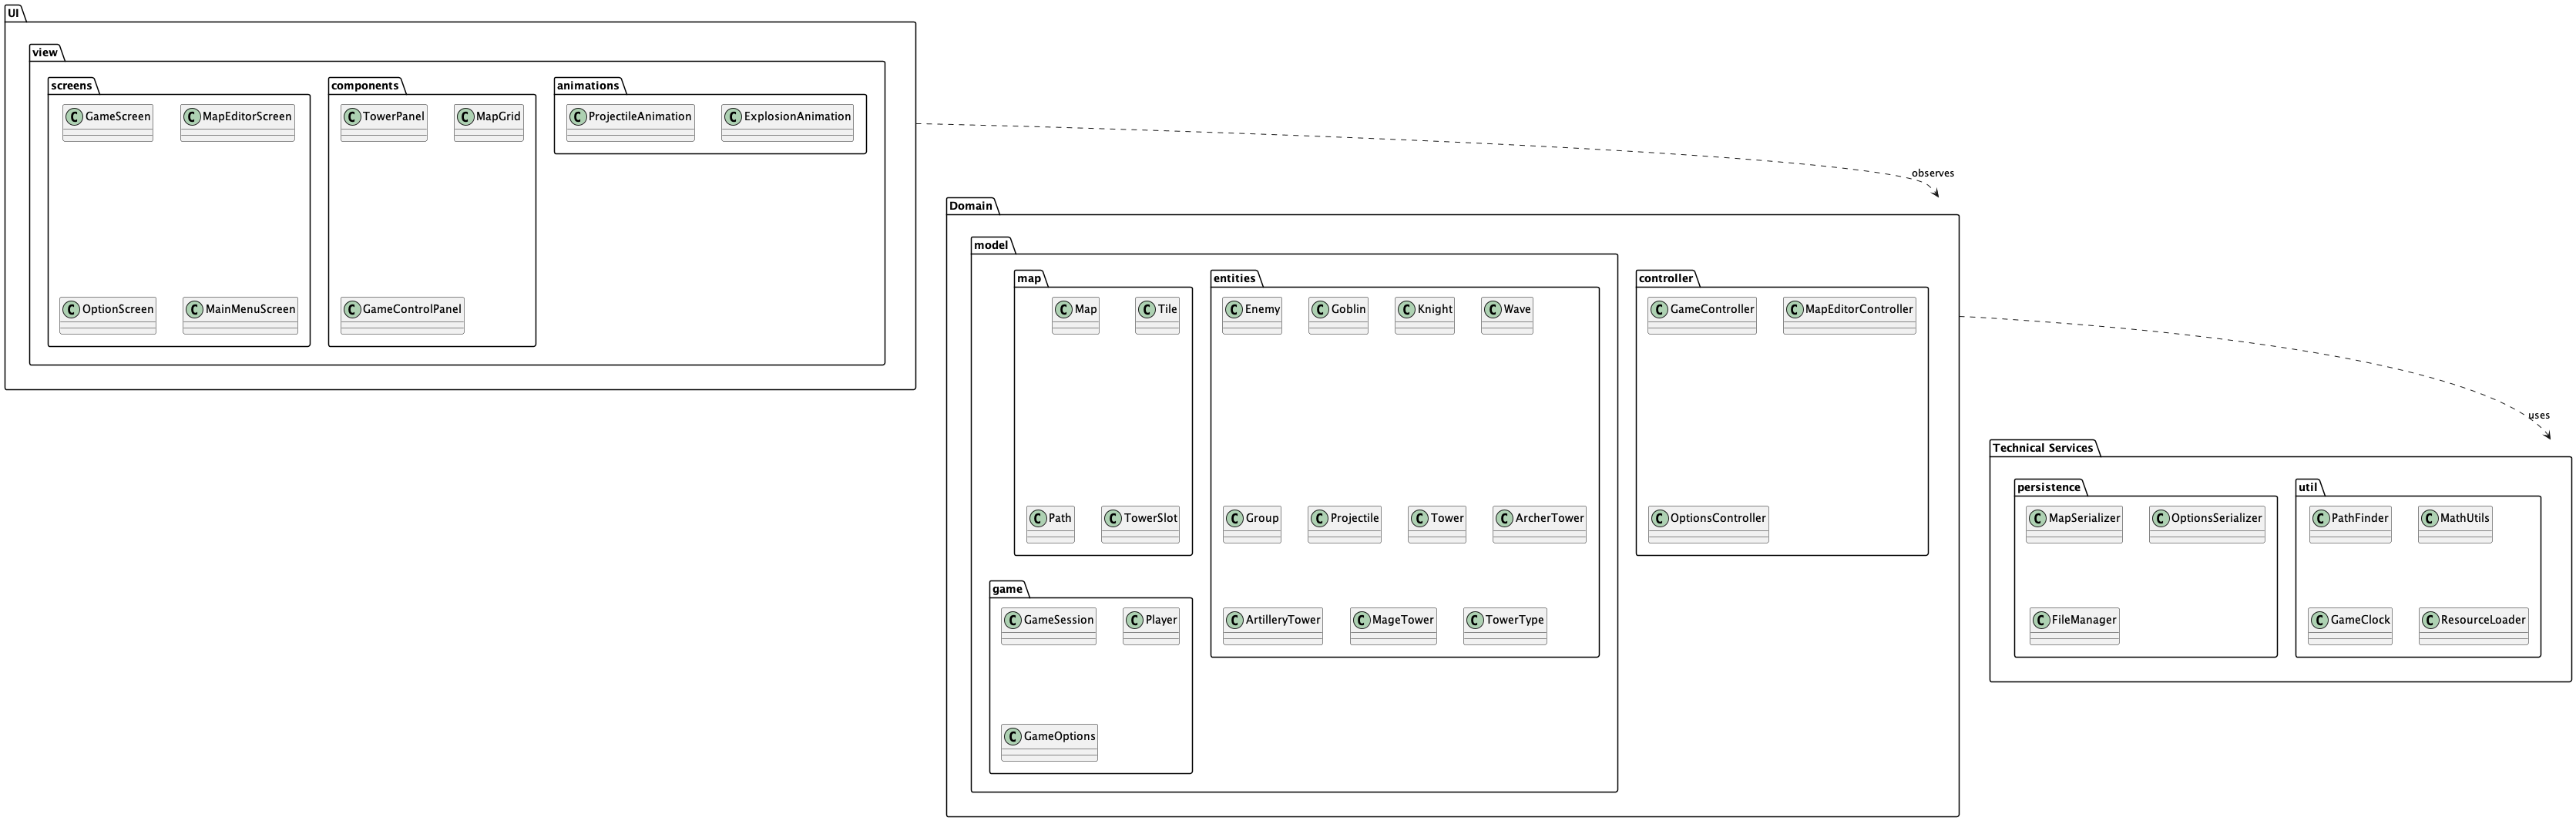 UI
view
screens
components
animations
C GameScreen
C MapEditorScreen
C TowerPanel
C MapGrid
C ProjectileAnimation
C ExplosionAnimation
C OptionScreen
C MainMenuScreen
C GameControlPanel
observes
Domain
model
map
entities
controller
C Map
C Tile
C Enemy
C Goblin
C Knight
C Wave
C GameController
C MapEditorController
C Path
C TowerSlot
C Group
C Projectile
C Tower
C ArcherTower
C OptionsController
game
C GameSession
C Player
C ArtilleryTower
C MageTower
C TowerType
C GameOptions
uses
Technical Services
persistence
util
C MapSerializer
C OptionsSerializer
C PathFinder
C MathUtils
C FileManager
C GameClock
C ResourceLoader